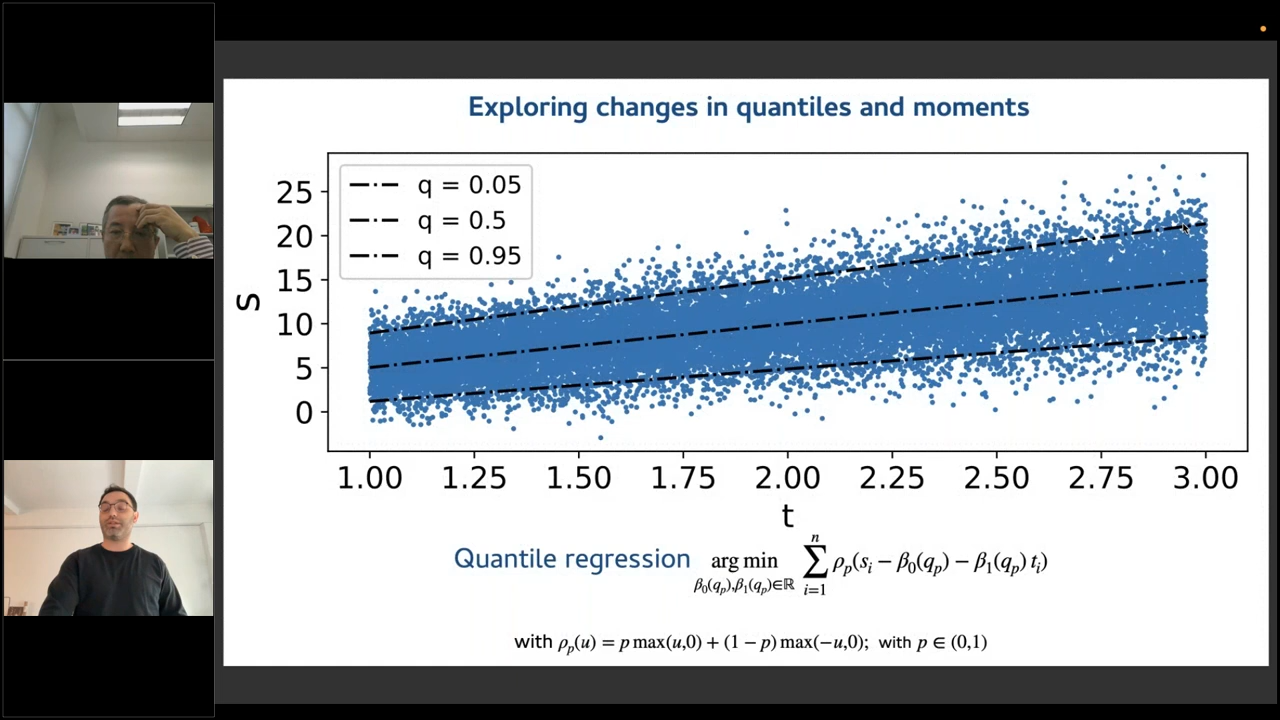 Exploring changes in quantiles and moments
q = 0.05
q = 0.5
q = 0.95
S
25
20
15
10
5
0
1.00 1.25 1.50 1.75 2.00 2.25 2.50 2.75 3.00
t
Quantile regression arg min β₀(qₚ),β₁(qₚ)∈ℝ ∑ⁿᵢ₌₁ ρₚ(sᵢ − β₀(qₚ) − β₁(qₚ) tᵢ)
with ρₚ(u) = p max(u,0) + (1 − p) max(−u,0); with p ∈ (0,1)